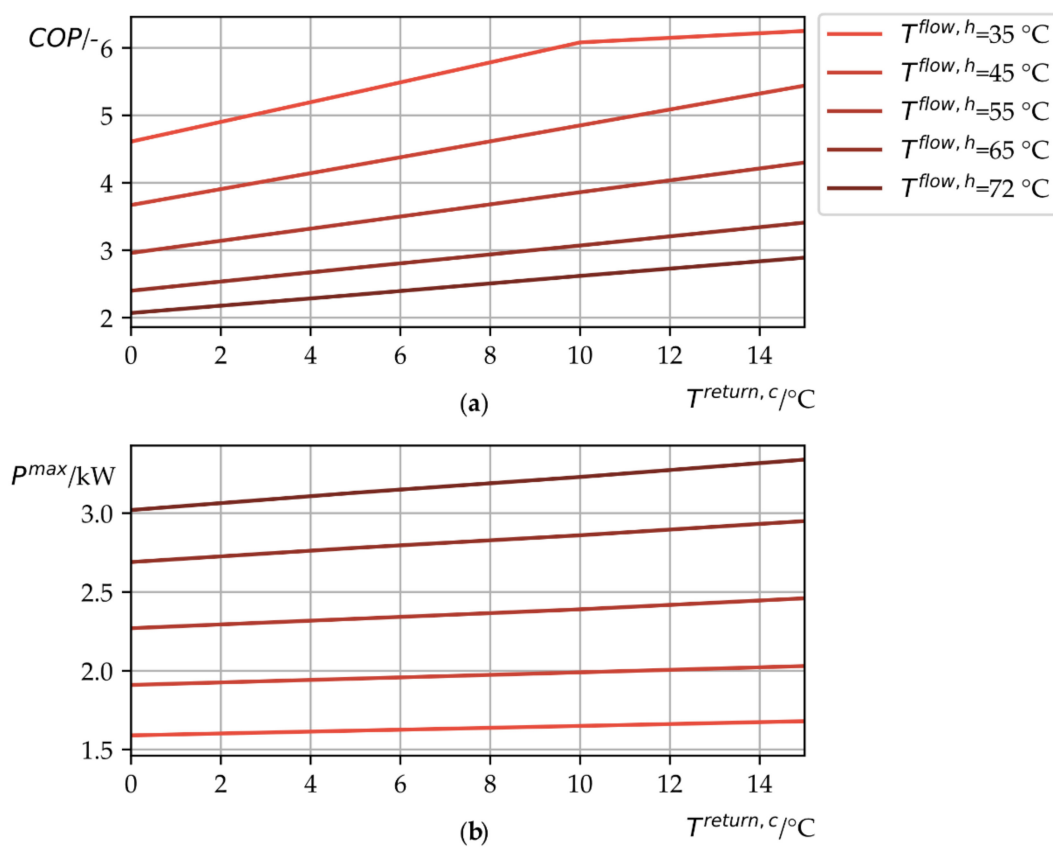 COP/-
6
5
4
3
2
0 2 4 6 8 10 12 14
T^return, c/°C
(a)
T^flow, h=35 °C
T^flow, h=45 °C
T^flow, h=55 °C
T^flow, h=65 °C
T^flow, h=72 °C
P^max/kW
3.0
2.5
2.0
1.5
0 2 4 6 8 10 12 14
T^return, c/°C
(b)